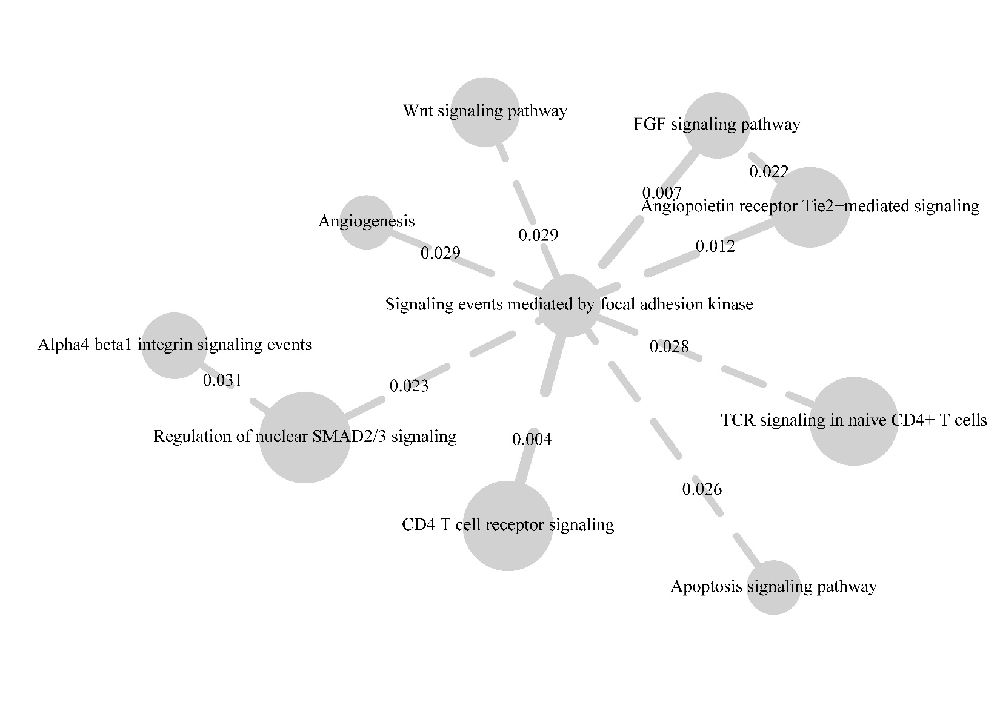 Wnt signaling pathway
FGF signaling pathway
0.022
0.007
Angiopoietin receptor Tie2−mediated signaling
Angiogenesis
0.029
0.029
0.012
Signaling events mediated by focal adhesion kinase
Alpha4 beta1 integrin signaling events
0.028
0.031
0.023
TCR signaling in naive CD4+ T cells
Regulation of nuclear SMAD2/3 signaling
0.004
0.026
CD4 T cell receptor signaling
Apoptosis signaling pathway